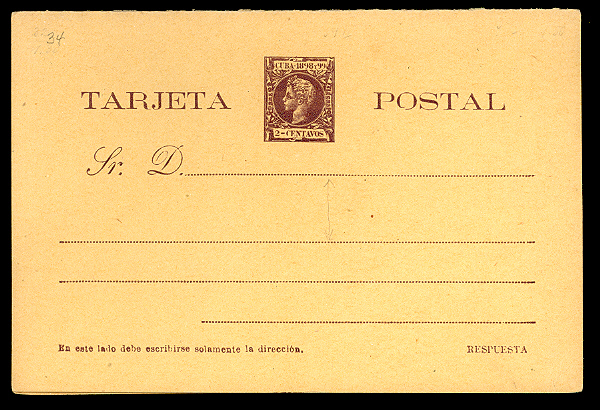 34
CUBA 1898 y 99
TARJETA POSTAL
2 - CENTAVOS
Sr. D.
En este lado debe escribirse solamente la dirección.
RESPUESTA